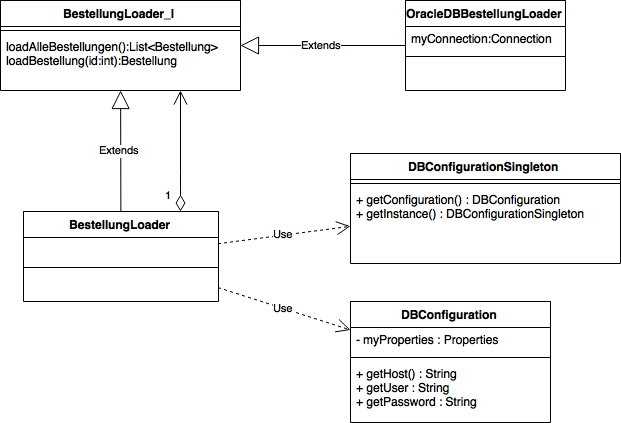 BestellungLoader_I
loadAlleBestellungen():List<Bestellung>
loadBestellung(id:int):Bestellung
Extends
OracleDBBestellungLoader
myConnection:Connection
Extends
1
BestellungLoader
Use
Use
DBConfigurationSingleton
+ getConfiguration() : DBConfiguration
+ getInstance() : DBConfigurationSingleton
DBConfiguration
- myProperties : Properties
+ getHost() : String
+ getUser : String
+ getPassword : String